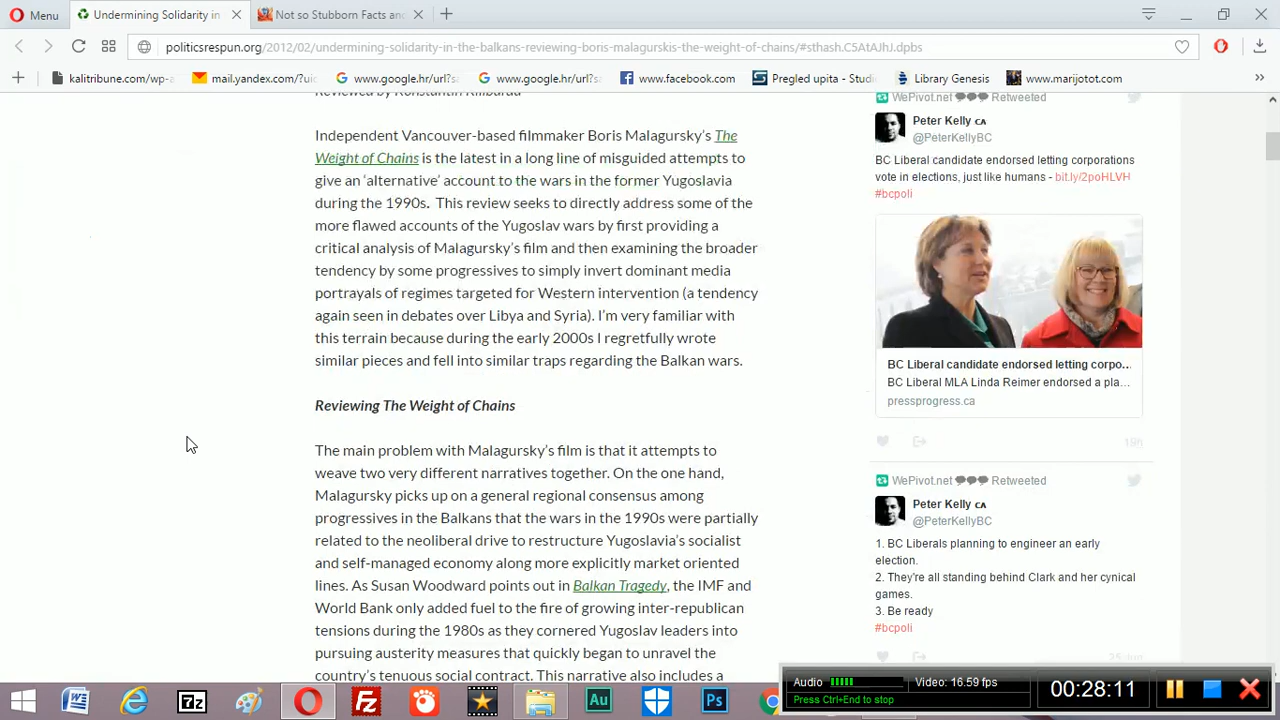 Menu
Undermining Solidarity in
Not so Stubborn Facts and
politicsrespun.org/2012/02/undermining-solidarity-in-the-balkans-reviewing-boris-malagurskis-the-weight-of-chains/#sthash.C5AtAJhJ.dpbs
kalitribune.com/wp-a
mail.yandex.com/?uid
www.google.hr/url?sa
www.google.hr/url?sa
www.facebook.com
Pregled upita - Studi
Library Genesis
www.marijotot.com
Reviewed by Konstantin Kilibarda
Independent Vancouver-based filmmaker Boris Malagursky's The
Weight of Chains is the latest in a long line of misguided attempts to
give an 'alternative' account to the wars in the former Yugoslavia
during the 1990s. This review seeks to directly address some of the
more flawed accounts of the Yugoslav wars by first providing a
critical analysis of Malagursky's film and then examining the broader
tendency by some progressives to simply invert dominant media
portrayals of regimes targeted for Western intervention (a tendency
again seen in debates over Libya and Syria). I'm very familiar with
this terrain because during the early 2000s I regretfully wrote
similar pieces and fell into similar traps regarding the Balkan wars.
Reviewing The Weight of Chains
The main problem with Malagursky's film is that it attempts to
weave two very different narratives together. On the one hand,
Malagursky picks up on a general regional consensus among
progressives in the Balkans that the wars in the 1990s were partially
related to the neoliberal drive to restructure Yugoslavia's socialist
and self-managed economy along more explicitly market oriented
lines. As Susan Woodward points out in Balkan Tragedy, the IMF and
World Bank only added fuel to the fire of growing inter-republican
tensions during the 1980s as they cornered Yugoslav leaders into
pursuing austerity measures that quickly began to unravel the
country's tenuous social contract. This narrative also includes a
WePivot.net Retweeted
Peter Kelly CA
@PeterKellyBC
BC Liberal candidate endorsed letting corporations
vote in elections, just like humans - bit.ly/2poHLVH
#bcpoli
BC Liberal candidate endorsed letting corpo...
BC Liberal MLA Linda Reimer endorsed a pla...
pressprogress.ca
WePivot.net Retweeted
Peter Kelly CA
@PeterKellyBC
1. BC Liberals planning to engineer an early
election.
2. They're all standing behind Clark and her cynical
games.
3. Be ready
#bcpoli
Audio
Video: 16.59 fps
Press Ctrl+End to stop
00:28:11
W
7z
Au
Ps